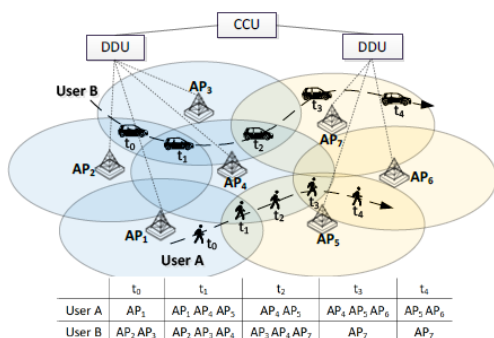 CCU
DDU DDU
User B
AP3
t3
t4
t0
t1
t2
AP7
AP2
AP4
AP6
t3
t2
t4
t1
AP1
t0
AP5
User A
t0 t1 t2 t3 t4
User A AP1 AP1 AP4 AP5 AP4 AP5 AP4 AP5 AP6 AP5 AP6
User B AP2 AP3 AP2 AP3 AP4 AP3 AP4 AP7 AP7 AP7